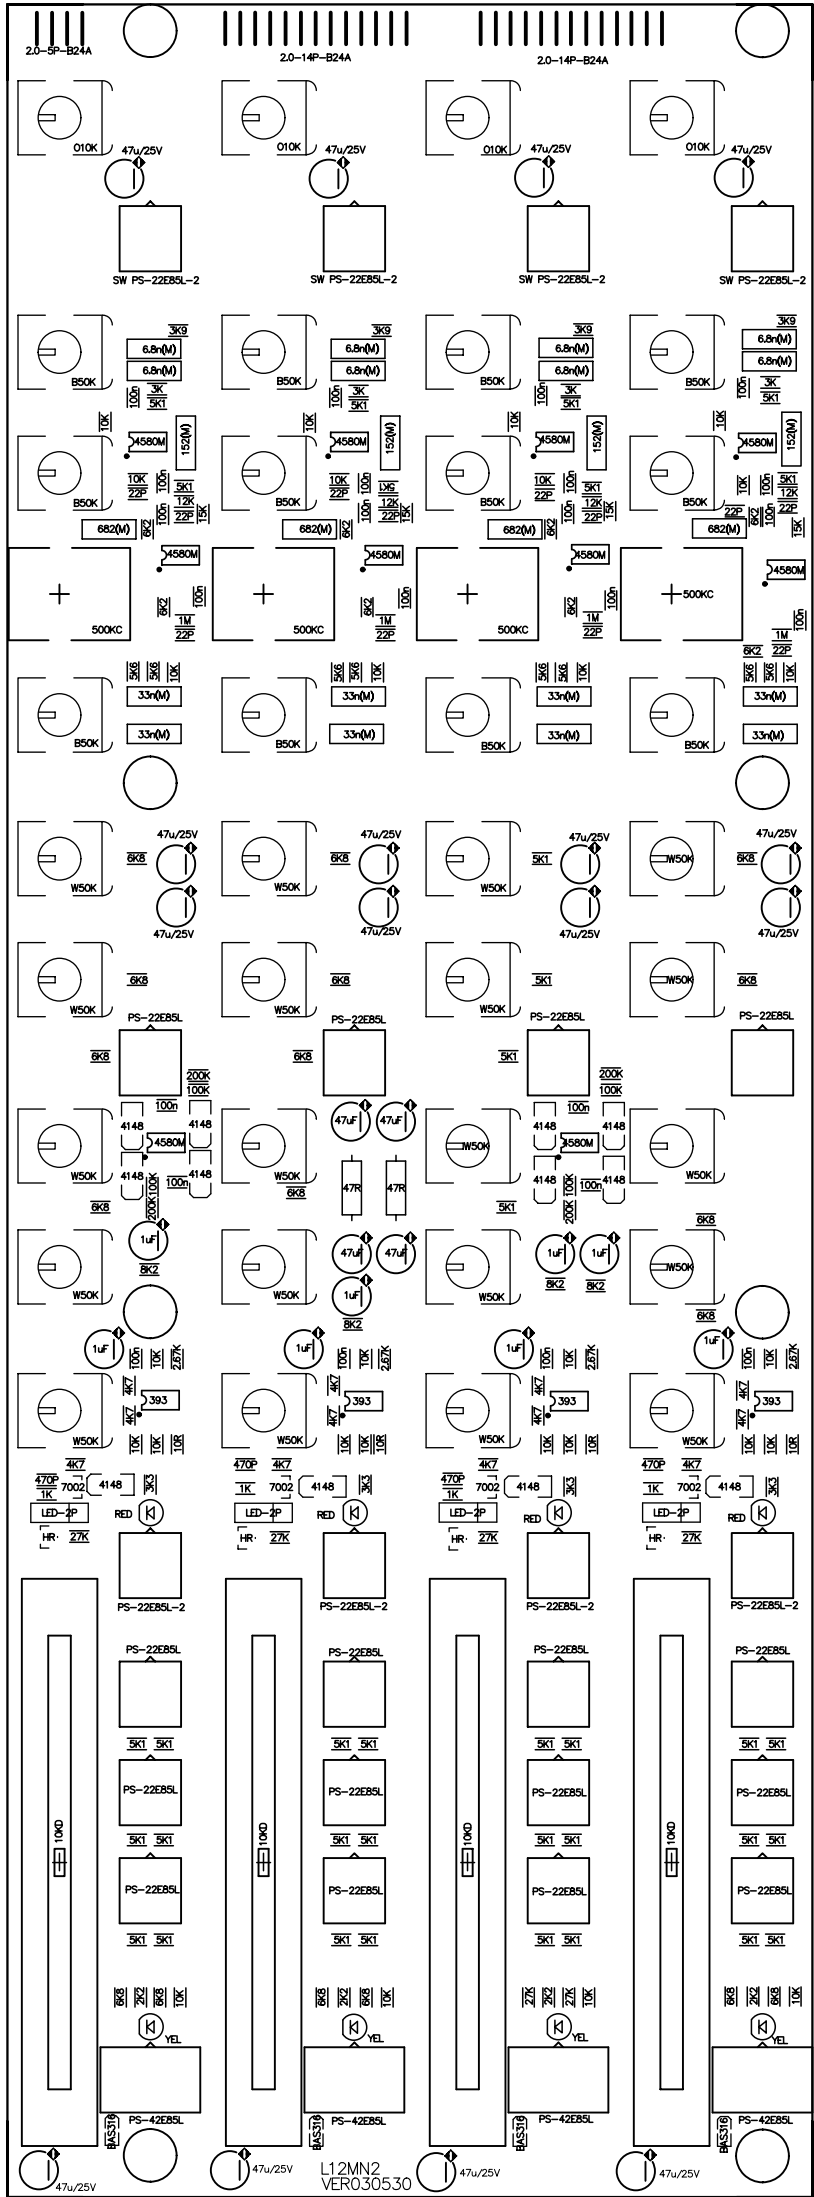 2.0-5P-B24A 2.0-14P-B24A 2.0-14P-B24A
O10K O10K O10K O10K
47u/25V 47u/25V 47u/25V 47u/25V
SW PS-22E85L-2 SW PS-22E85L-2 SW PS-22E85L-2 SW PS-22E85L-2
3K9 3K9 3K9 3K9
6.8n(M) 6.8n(M) 6.8n(M) 6.8n(M)
6.8n(M) 6.8n(M) 6.8n(M) 6.8n(M)
B50K B50K B50K B50K
100n 3K 100n 3K 100n 3K 100n 3K
5K1 5K1 5K1 5K1
10K 10K 10K 10K
4580M 152(M) 4580M 152(M) 4580M 152(M) 4580M 152(M)
10K 100n 5K1 10K 100n 5K1 10K 100n 5K1 10K 100n 5K1
22P 12K 22P 12K 22P 12K 22P 12K
B50K B50K B50K B50K
100n 22P 15K 100n 22P 15K 100n 22P 15K 100n 22P 15K
682(M) 6K2 682(M) 6K2 682(M) 6K2 682(M) 6K2
4580M 4580M 4580M 4580M
500KC 500KC 500KC 500KC
6K2 100n 6K2 100n 6K2 100n 6K2 100n
1M 1M 1M 1M
22P 22P 22P 22P
5K6 5K6 10K 5K6 5K6 10K 5K6 5K6 10K 5K6 5K6 10K
33n(M) 33n(M) 33n(M) 33n(M)
B50K 33n(M) B50K 33n(M) B50K 33n(M) B50K 33n(M)
47u/25V 47u/25V 47u/25V 47u/25V
6K8 6K8 5K1 W50K 6K8
W50K W50K W50K
47u/25V 47u/25V 47u/25V 47u/25V
6K8 6K8 5K1 W50K 6K8
W50K W50K W50K
PS-22E85L PS-22E85L PS-22E85L PS-22E85L
6K8 6K8 5K1
200K 200K
100K 100K
100n 47uF 47uF 100n
4148 4148 4148 4148
4580M W50K 4580M
W50K W50K W50K
4148 100n 4148 47R 47R 4148 100n 4148
6K8 200K 100K 6K8 5K1 200K 100K 6K8
1uF 47uF 47uF 1uF 1uF
8K2 8K2 8K2
W50K W50K W50K W50K
1uF 6K8
8K2
1uF 1uF 1uF 1uF
100n 10K 2.67K 100n 10K 2.67K 100n 10K 2.67K 100n 10K 2.67K
4K7 393 4K7 393 4K7 393 4K7 393
4K7 4K7 4K7 4K7
W50K 10K 10K 10R W50K 10K 10K 10R W50K 10K 10K 10R W50K 10K 10K 10R
470P 4K7 470P 4K7 470P 4K7 470P 4K7
1K 7002 4148 3K3 1K 7002 4148 3K3 1K 7002 4148 3K3 1K 7002 4148 3K3
LED-2P RED LED-2P RED LED-2P RED LED-2P RED
HR 27K HR 27K HR 27K HR 27K
PS-22E85L-2 PS-22E85L-2 PS-22E85L-2 PS-22E85L-2
PS-22E85L PS-22E85L PS-22E85L PS-22E85L
5K1 5K1 5K1 5K1 5K1 5K1 5K1 5K1
PS-22E85L PS-22E85L PS-22E85L PS-22E85L
10KD 10KD 10KD 10KD
5K1 5K1 5K1 5K1 5K1 5K1 5K1 5K1
PS-22E85L PS-22E85L PS-22E85L PS-22E85L
5K1 5K1 5K1 5K1 5K1 5K1 5K1 5K1
6K8 2K2 6K8 10K 6K8 2K2 6K8 10K 27K 2K2 27K 10K 6K8 2K2 6K8 10K
YEL YEL YEL YEL
PS-42E85L PS-42E85L PS-42E85L PS-42E85L
BAS316 BAS316 BAS316 BAS316
47u/25V 47u/25V 47u/25V 47u/25V
L12MN2
VER030530